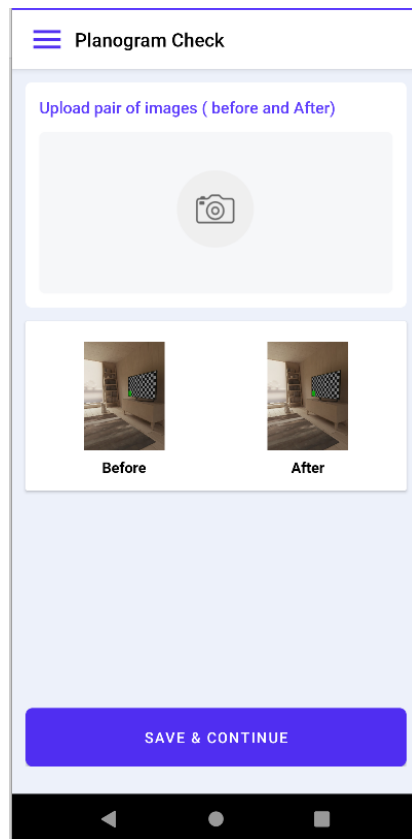 Planogram Check
Upload pair of images ( before and After)
Before
After
SAVE & CONTINUE